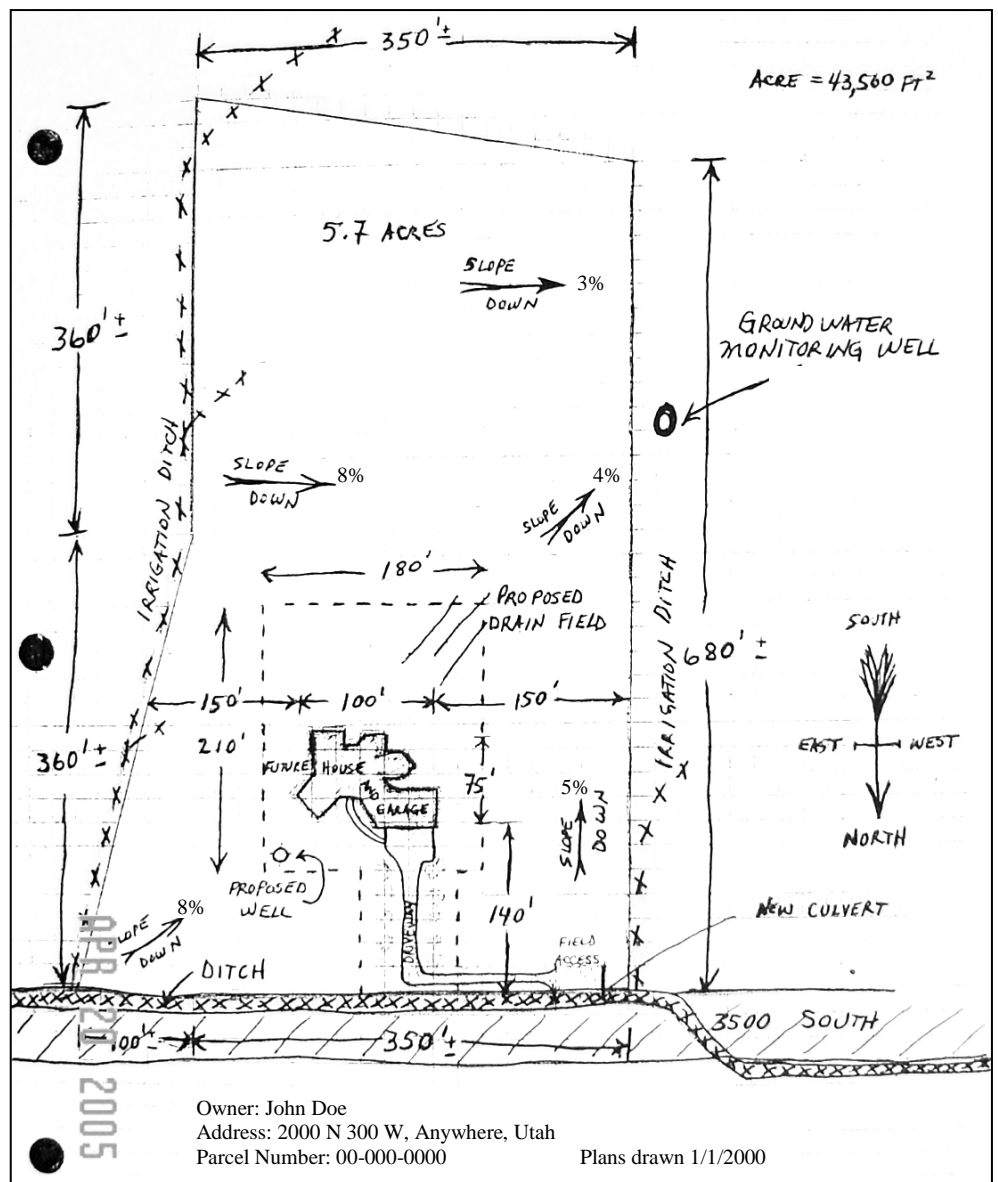 350' ±
ACRE = 43,560 FT²
5.7 ACRES
SLOPE
DOWN
3%
360' ±
GROUND WATER
MONITORING WELL
IRRIGATION DITCH
SLOPE
DOWN
8%
4%
SLOPE
DOWN
180'
PROPOSED
DRAIN FIELD
IRRIGATION DITCH
680' ±
SOUTH
EAST
WEST
NORTH
150'
100'
150'
210'
360' ±
FUTURE HOUSE
GARAGE
75'
5%
SLOPE
DOWN
PROPOSED
WELL
140'
DRIVEWAY
FIELD
ACCESS
NEW CULVERT
8%
SLOPE
DOWN
DITCH
3500 SOUTH
100' ±
350' ±
APR 20 2005
Owner: John Doe
Address: 2000 N 300 W, Anywhere, Utah
Parcel Number: 00-000-0000
Plans drawn 1/1/2000